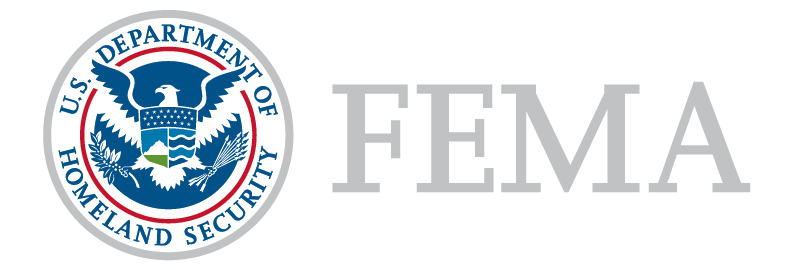 U.S. DEPARTMENT OF
HOMELAND SECURITY
FEMA